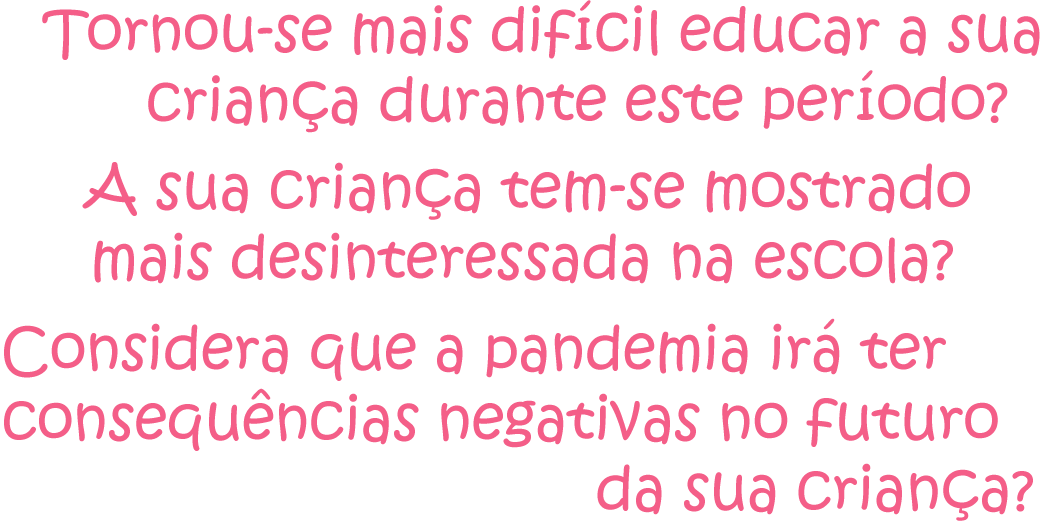 Tornou-se mais difícil educar a sua
criança durante este período?
A sua criança tem-se mostrado
mais desinteressada na escola?
Considera que a pandemia irá ter
consequências negativas no futuro
da sua criança?